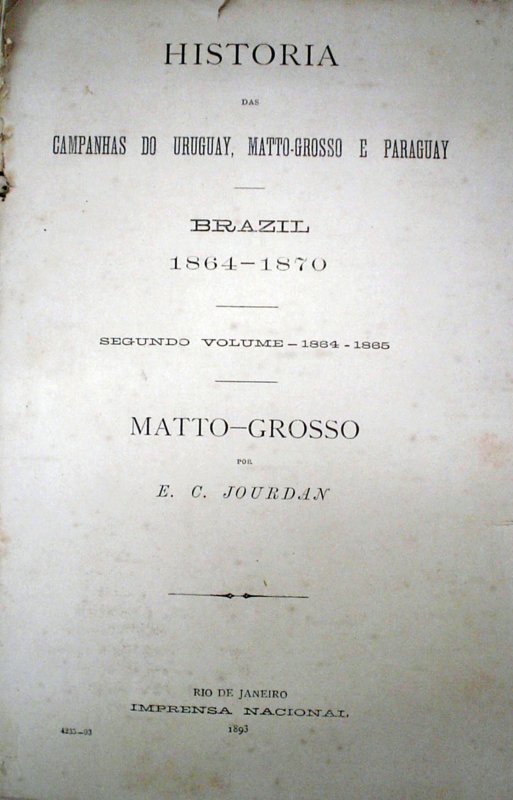 HISTORIA
DAS
CAMPANHAS DO URUGUAY, MATTO-GROSSO E PARAGUAY
BRAZIL
1864-1870
SEGUNDO VOLUME-1864-1865
MATTO-GROSSO
POR
E. C. JOURDAN
RIO DE JANEIRO
IMPRENSA NACIONAL
4235-93 1893